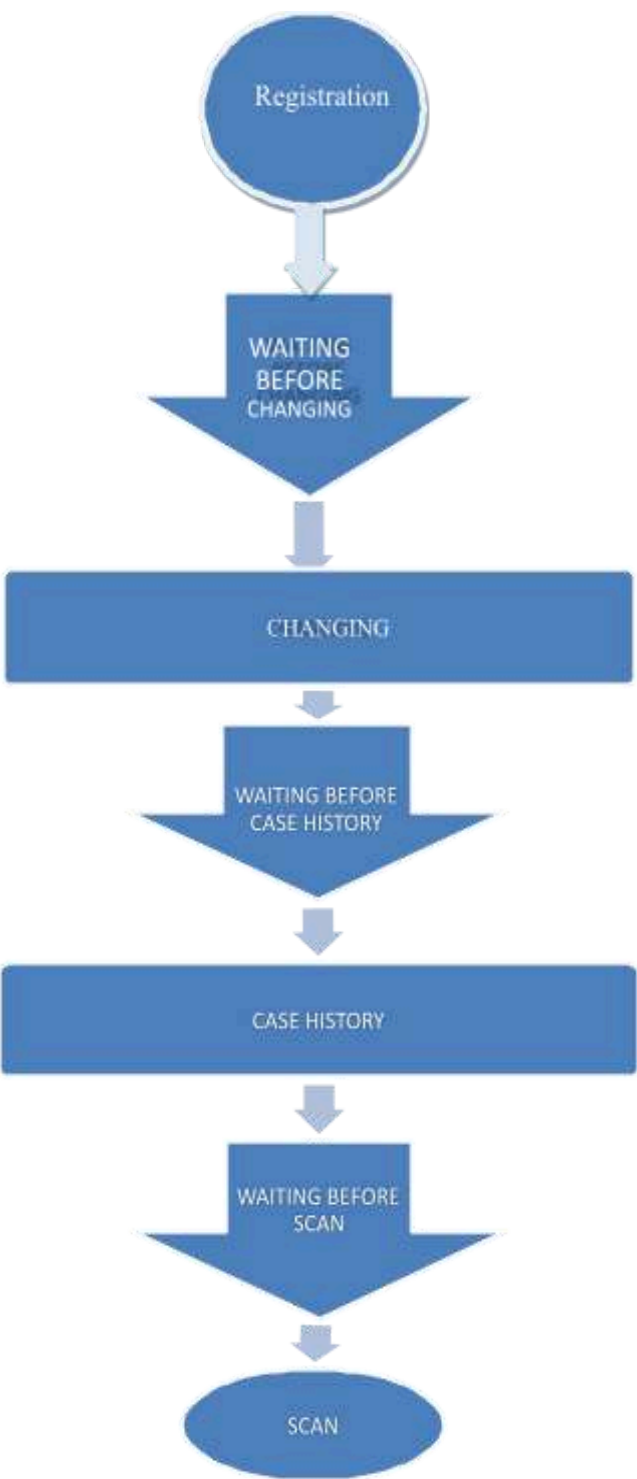 Registration
WAITING
BEFORE
CHANGING
CHANGING
WAITING BEFORE
CASE HISTORY
CASE HISTORY
WAITING BEFORE
SCAN
SCAN